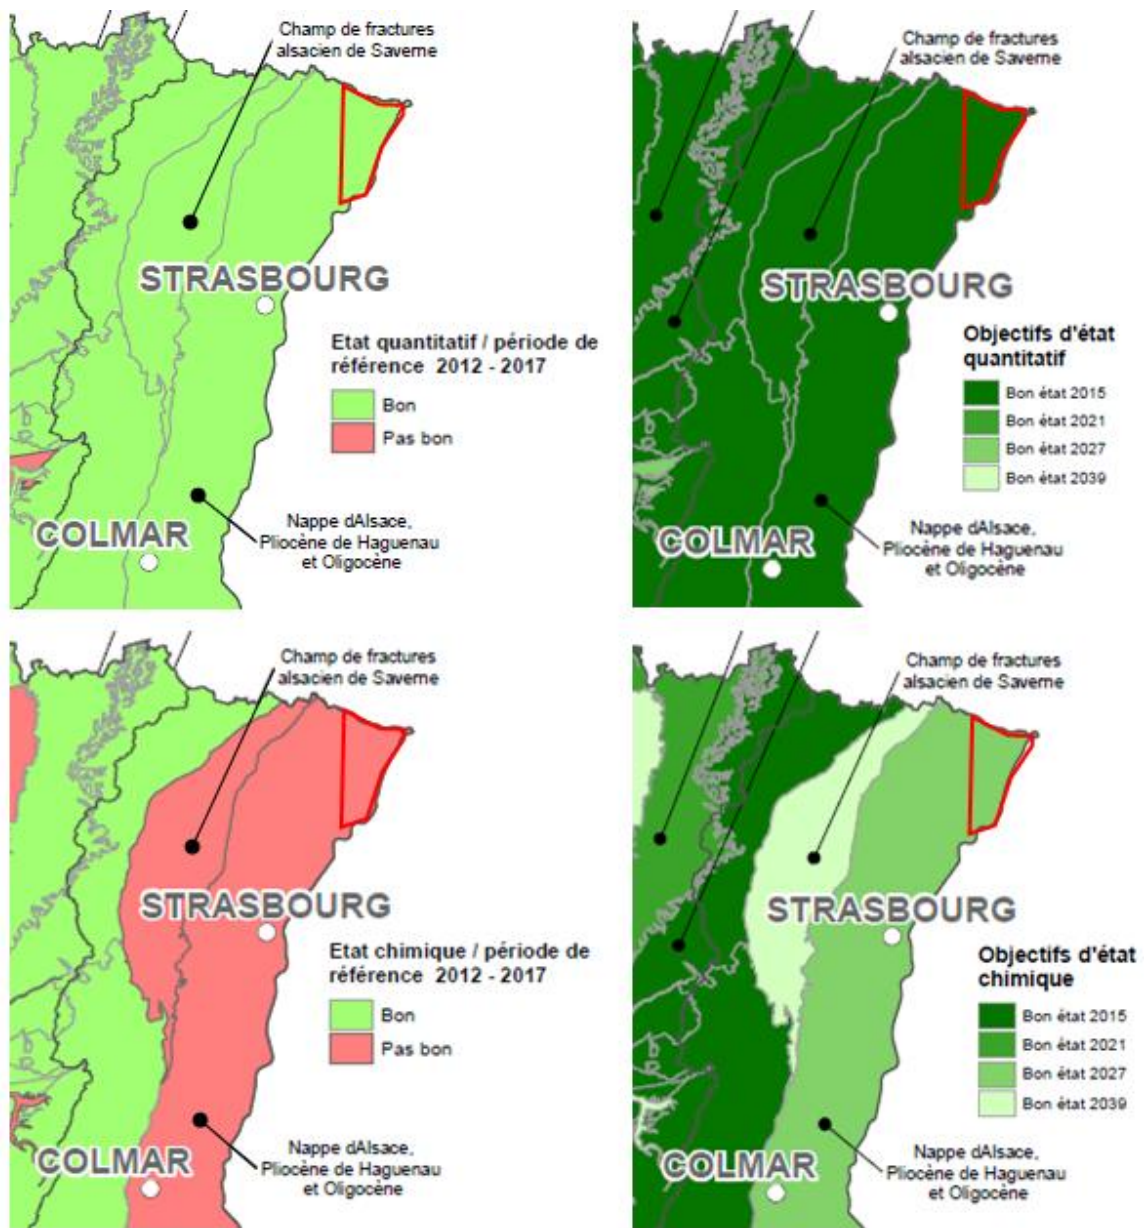 Champ de fractures
alsacien de Saverne
STRASBOURG
Etat quantitatif / période de
référence 2012 - 2017
Bon
Pas bon
COLMAR
Nappe dAlsace,
Pliocène de Haguenau
et Oligocène
Champ de fractures
alsacien de Saverne
STRASBOURG
Objectifs d'état
quantitatif
Bon état 2015
Bon état 2021
Bon état 2027
Bon état 2039
COLMAR
Nappe dAlsace,
Pliocène de Haguenau
et Oligocène
Champ de fractures
alsacien de Saverne
STRASBOURG
Etat chimique / période de
référence 2012 - 2017
Bon
Pas bon
COLMAR
Nappe dAlsace,
Pliocène de Haguenau
et Oligocène
Champ de fractures
alsacien de Saverne
STRASBOURG
Objectifs d'état
chimique
Bon état 2015
Bon état 2021
Bon état 2027
Bon état 2039
COLMAR
Nappe dAlsace,
Pliocène de Haguenau
et Oligocène